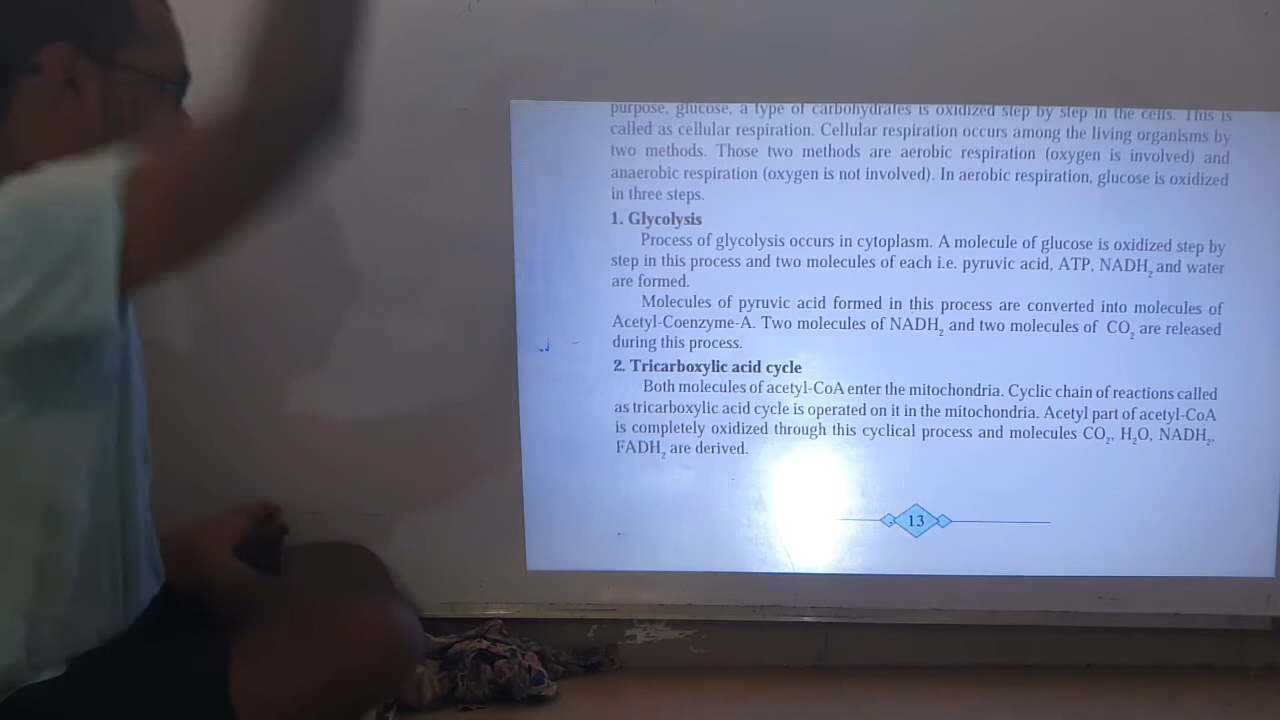 purpose, glucose, a type of carbohydrates is oxidized step by step in the cells. This is
called as cellular respiration. Cellular respiration occurs among the living organisms by
two methods. Those two methods are aerobic respiration (oxygen is involved) and
anaerobic respiration (oxygen is not involved). In aerobic respiration, glucose is oxidized
in three steps.
1. Glycolysis
Process of glycolysis occurs in cytoplasm. A molecule of glucose is oxidized step by
step in this process and two molecules of each i.e. pyruvic acid, ATP, NADH₂ and water
are formed.
Molecules of pyruvic acid formed in this process are converted into molecules of
Acetyl-Coenzyme-A. Two molecules of NADH₂ and two molecules of CO₂ are released
during this process.
2. Tricarboxylic acid cycle
Both molecules of acetyl-CoA enter the mitochondria. Cyclic chain of reactions called
as tricarboxylic acid cycle is operated on it in the mitochondria. Acetyl part of acetyl-CoA
is completely oxidized through this cyclical process and molecules CO₂, H₂O, NADH₂,
FADH₂ are derived.
13